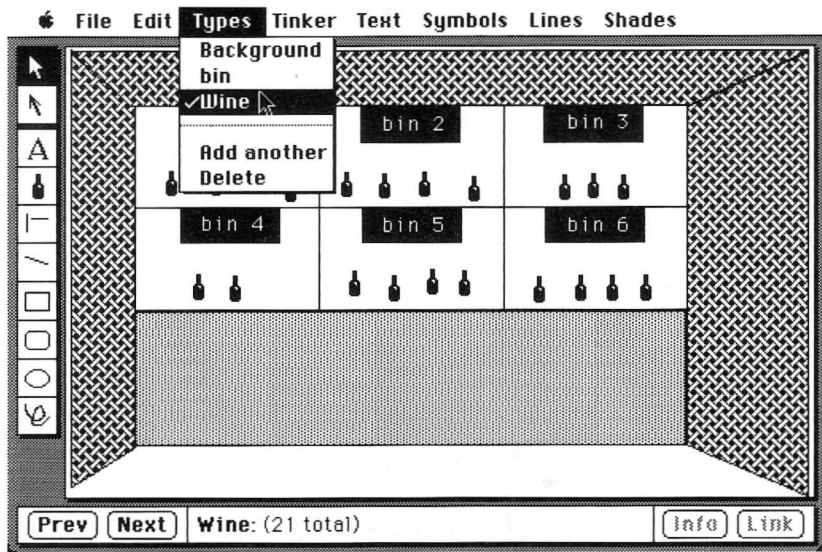 File Edit Types Tinker Text Symbols Lines Shades
Background
bin
✓Wine
Add another
Delete
bin 2
bin 3
bin 4
bin 5
bin 6
A
Prev Next Wine: (21 total) Info Link